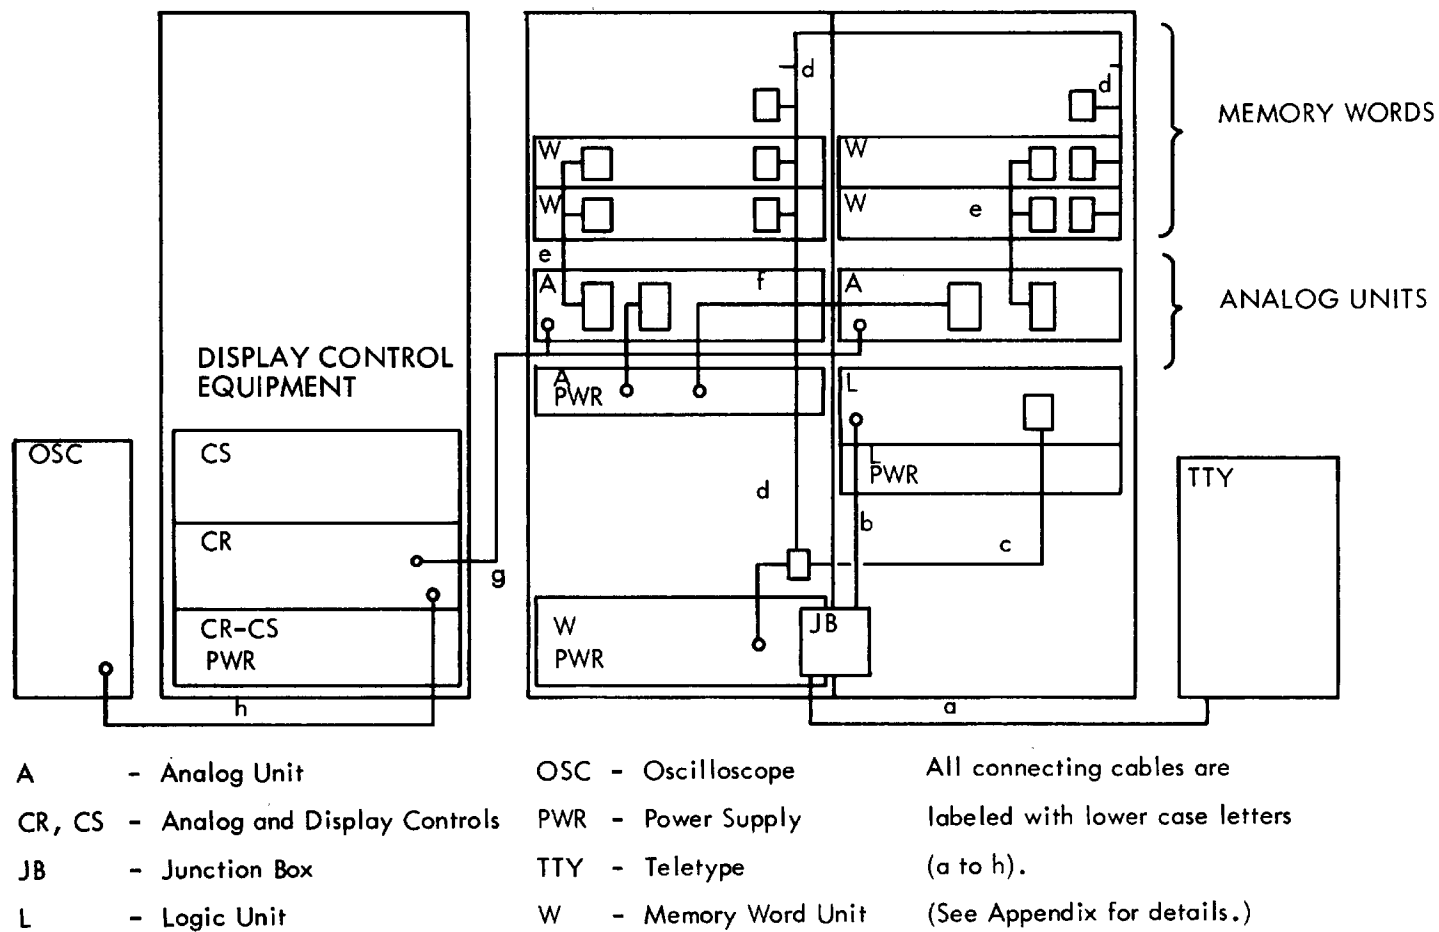 d
d
MEMORY WORDS
W
W
W
e
W
e
A
f
A
ANALOG UNITS
DISPLAY CONTROL
EQUIPMENT
A
PWR
L
OSC
CS
L
PWR
TTY
d
b
CR
c
g
CR-CS
PWR
W
PWR
JB
h
a
A - Analog Unit
CR, CS - Analog and Display Controls
JB - Junction Box
L - Logic Unit
OSC - Oscilloscope
PWR - Power Supply
TTY - Teletype
W - Memory Word Unit
All connecting cables are
labeled with lower case letters
(a to h).
(See Appendix for details.)